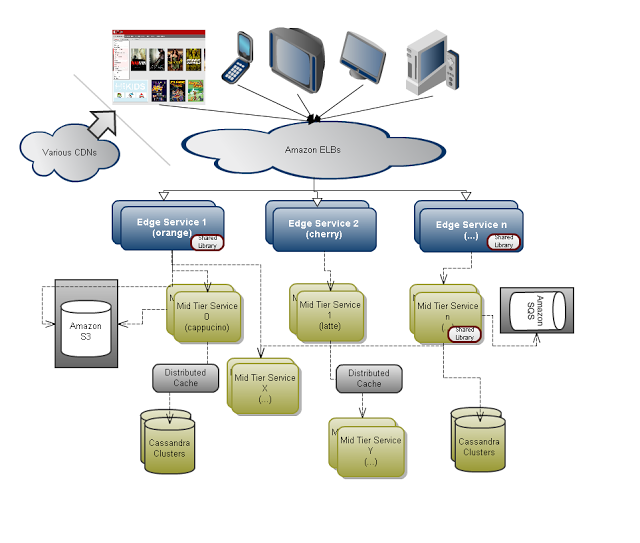 Various CDNs
Amazon ELBs
Edge Service 1
(orange)
Shared
Library
Edge Service 2
(cherry)
Edge Service n
(...)
Shared
Library
Amazon
S3
Mid Tier Service
0
(cappucino)
Mid Tier Service
1
(latte)
Mid Tier Service
n
(...
Shared
Library
Amazon
SQS
Distributed
Cache
Mid Tier Service
X
(...)
Distributed
Cache
Cassandra
Clusters
Mid Tier Service
Y
(...)
Cassandra
Clusters